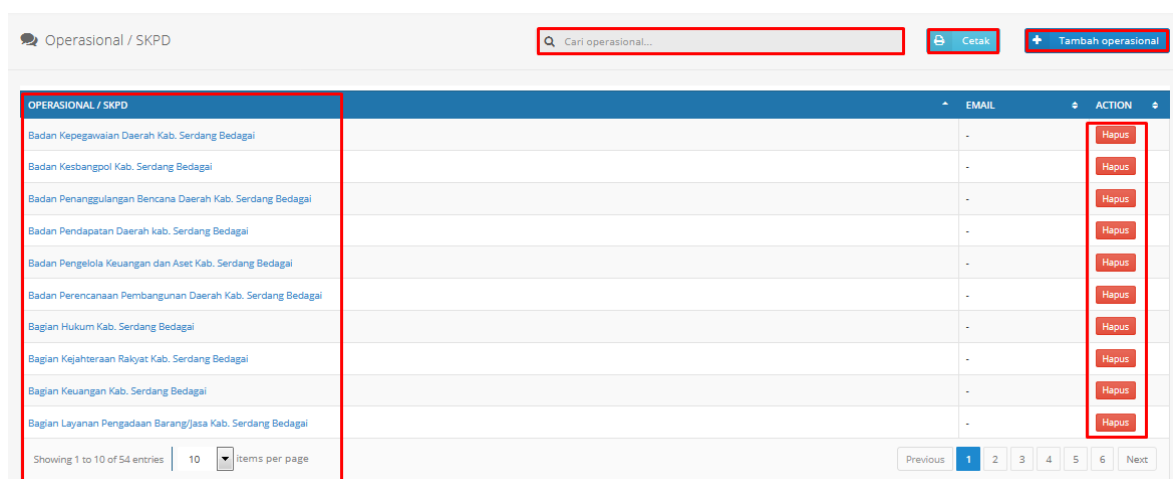 Operasional / SKPD Cari operasional... Cetak Tambah operasional
OPERASIONAL / SKPD EMAIL ACTION
Badan Kepegawaian Daerah Kab. Serdang Bedagai - Hapus
Badan Kesbangpol Kab. Serdang Bedagai - Hapus
Badan Penanggulangan Bencana Daerah Kab. Serdang Bedagai - Hapus
Badan Pendapatan Daerah kab. Serdang Bedagai - Hapus
Badan Pengelola Keuangan dan Aset Kab. Serdang Bedagai - Hapus
Badan Perencanaan Pembangunan Daerah Kab. Serdang Bedagai - Hapus
Bagian Hukum Kab. Serdang Bedagai - Hapus
Bagian Kejahteraan Rakyat Kab. Serdang Bedagai - Hapus
Bagian Keuangan Kab. Serdang Bedagai - Hapus
Bagian Layanan Pengadaan Barang/Jasa Kab. Serdang Bedagai - Hapus
Showing 1 to 10 of 54 entries 10 items per page Previous 1 2 3 4 5 6 Next